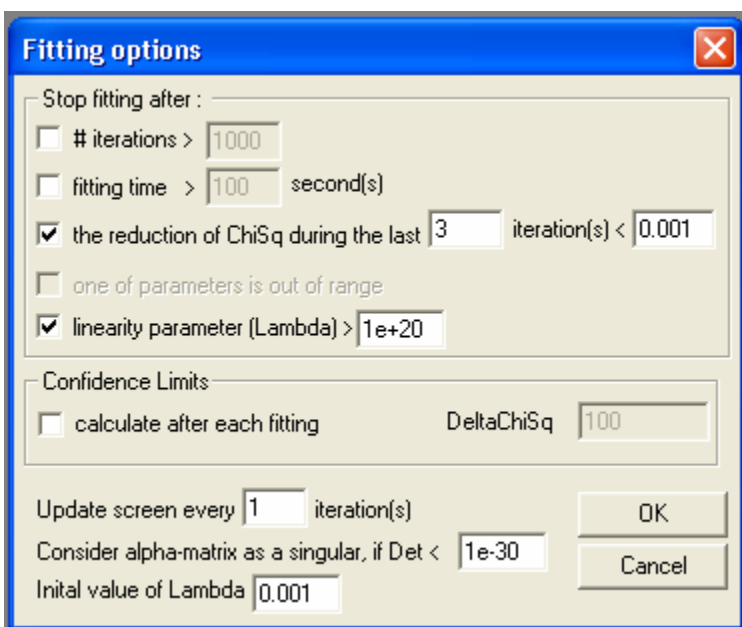 Fitting options
Stop fitting after :
# iterations > 1000
fitting time > 100 second(s)
the reduction of ChiSq during the last 3 iteration(s) < 0.001
one of parameters is out of range
linearity parameter (Lambda) > 1e+20
Confidence Limits
calculate after each fitting DeltaChiSq 100
Update screen every 1 iteration(s)
OK
Consider alpha-matrix as a singular, if Det < 1e-30
Cancel
Inital value of Lambda 0.001